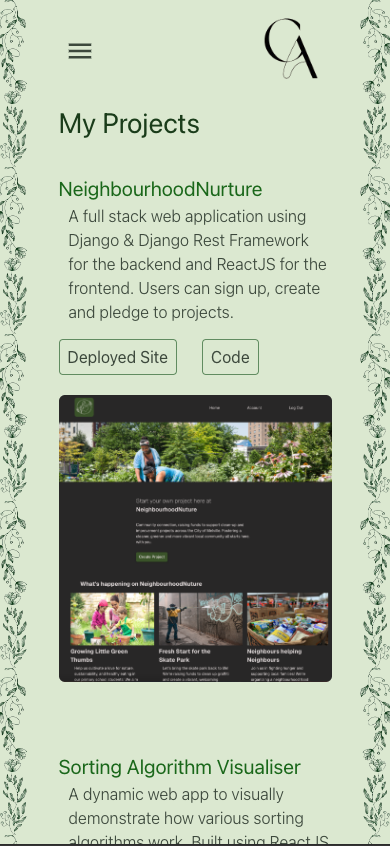 CA
My Projects
NeighbourhoodNurture
A full stack web application using
Django & Django Rest Framework
for the backend and ReactJS for the
frontend. Users can sign up, create
and pledge to projects.
Deployed Site
Code
Home Account Log Out
Start your own project here at
NeighbourhoodNuture
Create Project
What's happening on NeighbourhoodNuture
Growing Little Green
Thumbs
Fresh Start for the
Skate Park
Neighbours helping
Neighbours
Sorting Algorithm Visualiser
A dynamic web app to visually
demonstrate how various sorting
algorithms work. Built using React JS